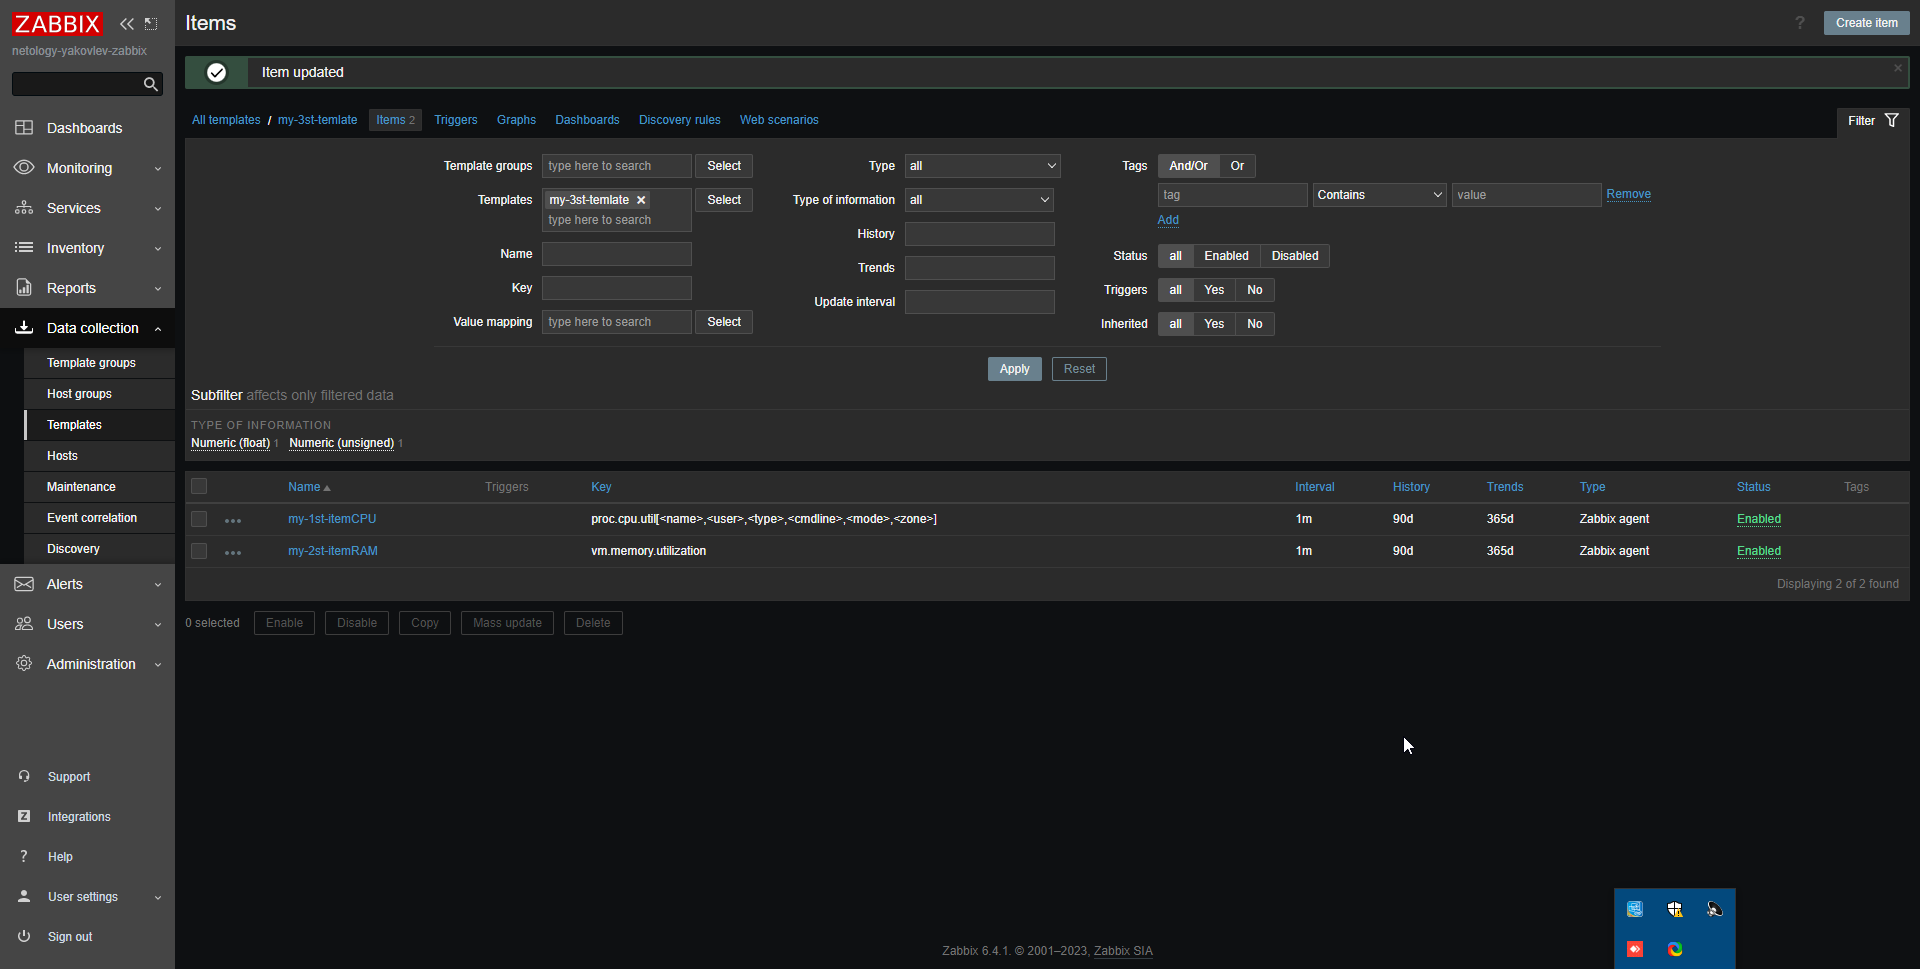 ZABBIX
netology-yakovlev-zabbix
Dashboards
Monitoring
Services
Inventory
Reports
Data collection
Template groups
Host groups
Templates
Hosts
Maintenance
Event correlation
Discovery
Alerts
Users
Administration
Support
Z Integrations
? Help
User settings
Sign out
Items
? Create item
Item updated
All templates / my-3st-temlate Items 2 Triggers Graphs Dashboards Discovery rules Web scenarios
Filter
Template groups type here to search Select
Templates my-3st-temlate Select
type here to search
Name
Key
Value mapping type here to search Select
Type all
Type of information all
History
Trends
Update interval
Tags And/Or Or
tag Contains value Remove
Add
Status all Enabled Disabled
Triggers all Yes No
Inherited all Yes No
Apply Reset
Subfilter affects only filtered data
TYPE OF INFORMATION
Numeric (float) 1 Numeric (unsigned) 1
Name Triggers Key Interval History Trends Type Status Tags
my-1st-itemCPU proc.cpu.util[<name>,<user>,<type>,<cmdline>,<mode>,<zone>] 1m 90d 365d Zabbix agent Enabled
my-2st-itemRAM vm.memory.utilization 1m 90d 365d Zabbix agent Enabled
Displaying 2 of 2 found
0 selected Enable Disable Copy Mass update Delete
Zabbix 6.4.1. © 2001–2023, Zabbix SIA